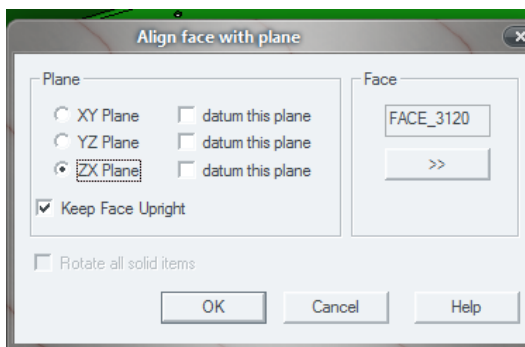 Align face with plane
Plane
XY Plane datum this plane
YZ Plane datum this plane
ZX Plane datum this plane
Keep Face Upright
Face
FACE_3120
>>
Rotate all solid items
OK Cancel Help